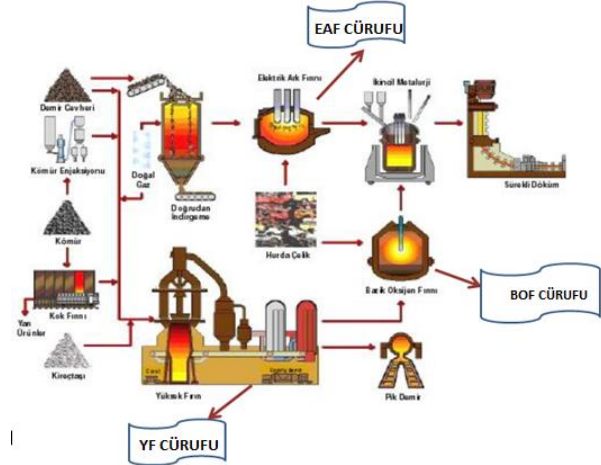 EAF CÜRUFU
Elektrik Ark Fırını
İkincil Metalurji
Demir Cevheri
Kömür Enjeksiyonu
Doğal
Gaz
Doğrudan
İndirgeme
Sürekli Döküm
Kömür
Hurda Çelik
Bazik Oksijen Fırını
BOF CÜRUFU
Kok Fırını
Yan
Ürünler
Kireçtaşı
Yüksek Fırın
Pik Demir
YF CÜRUFU